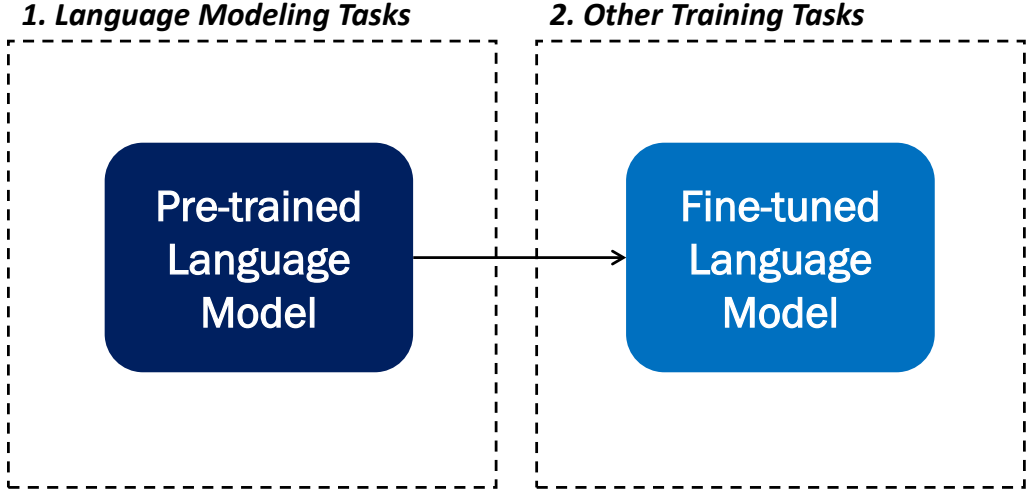 1. Language Modeling Tasks
2. Other Training Tasks
Pre-trained
Language
Model
Fine-tuned
Language
Model